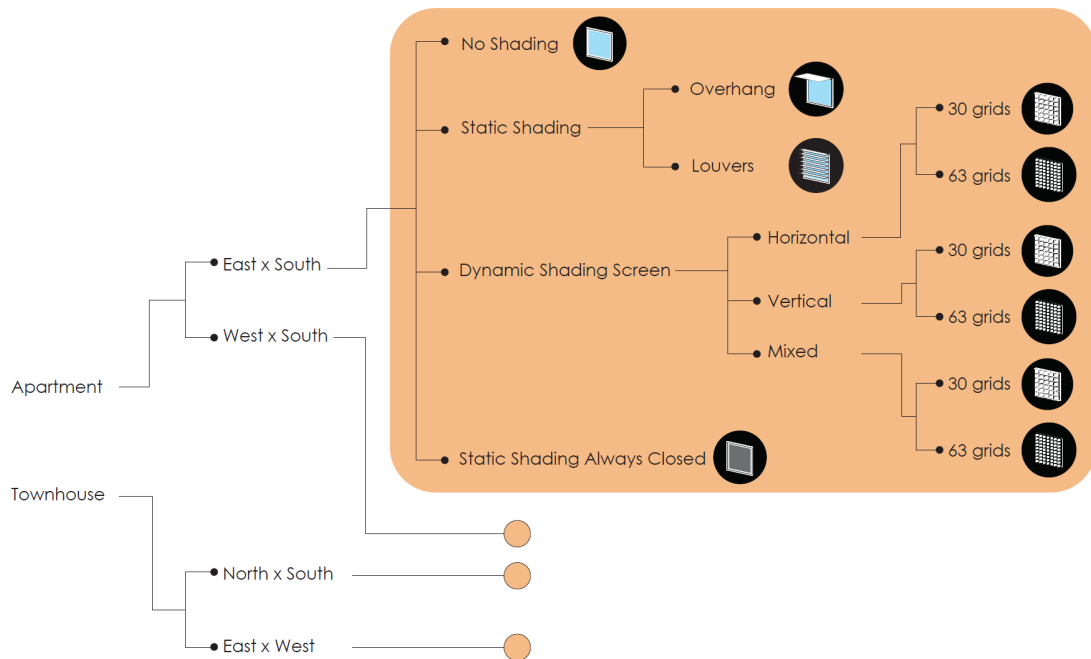 No Shading
Overhang
Static Shading
Louvers
30 grids
63 grids
East x South
Horizontal
Dynamic Shading Screen
30 grids
Vertical
63 grids
West x South
Mixed
Apartment
30 grids
63 grids
Static Shading Always Closed
Townhouse
North x South
East x West